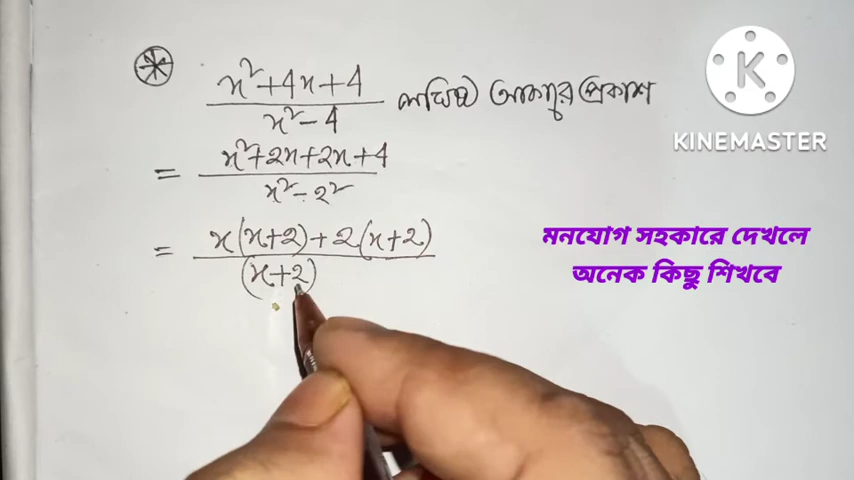 x²+4x+4 / x²-4 লঘিষ্ঠ আকারে প্রকাশ
= x²+2x+2x+4 / x²-2²
= x(x+2)+2(x+2) / (x+2)
KINEMASTER
মনযোগ সহকারে দেখলে
অনেক কিছু শিখবে